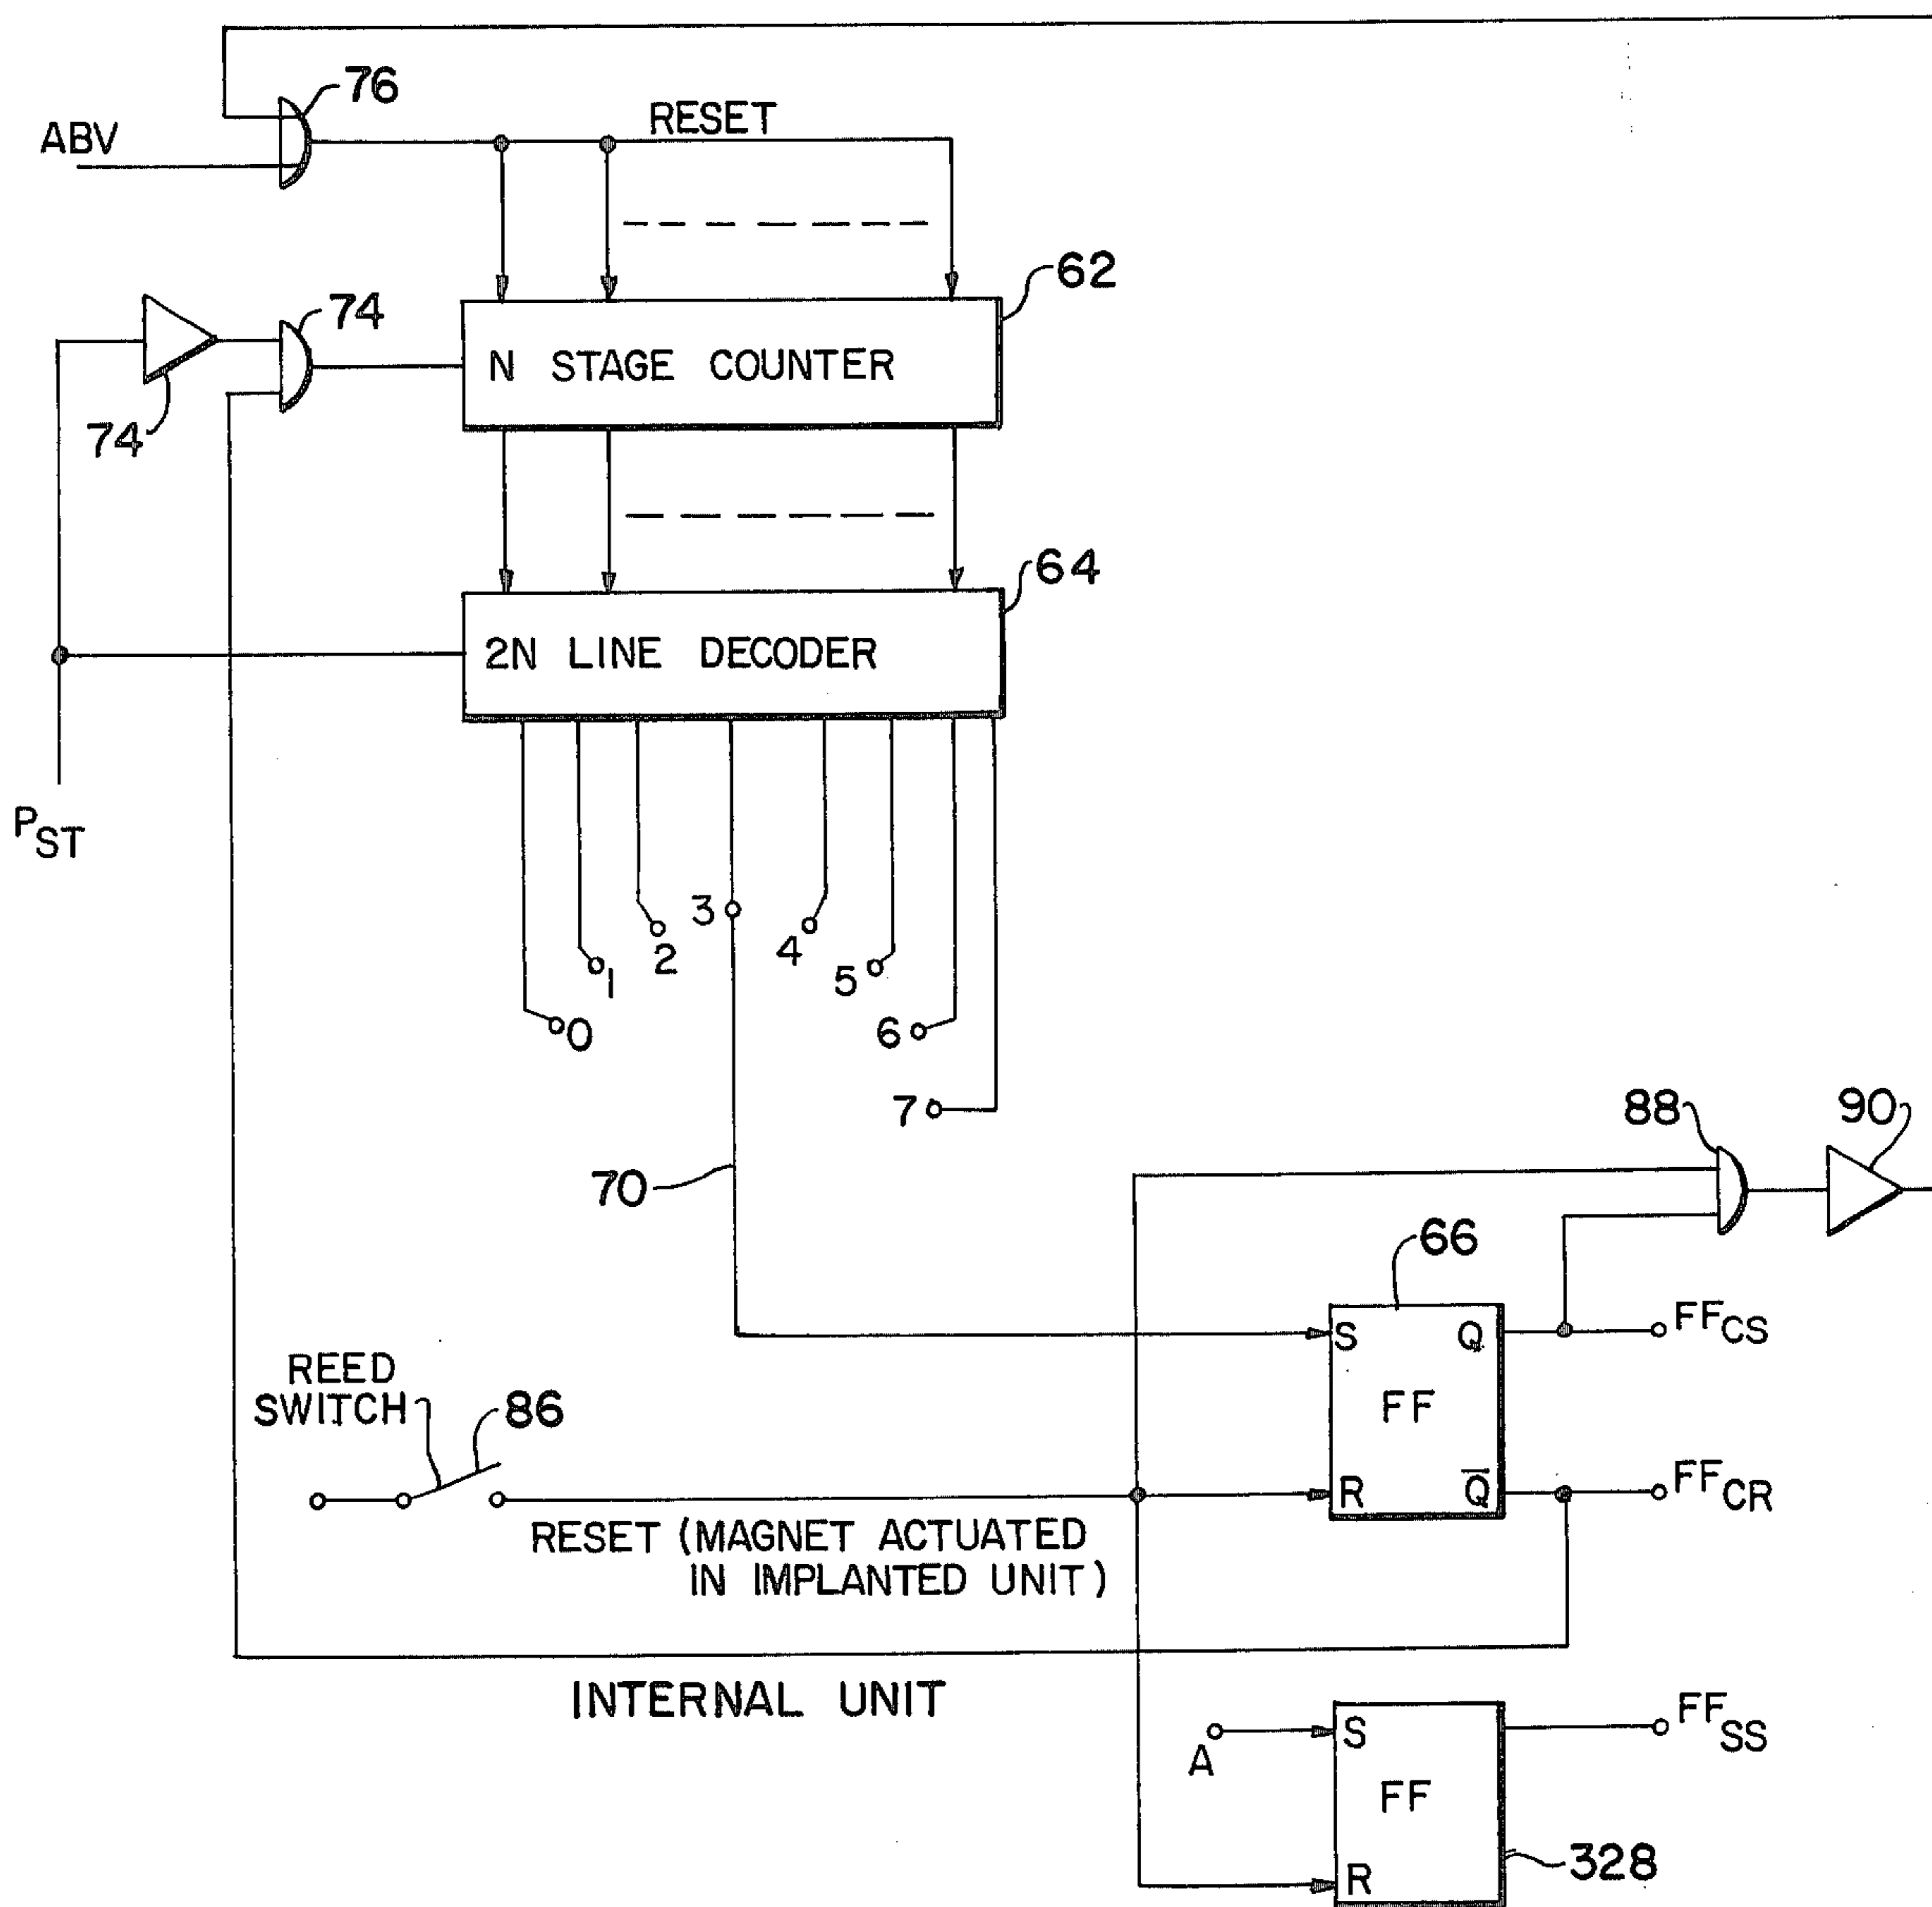 76
ABV
RESET
62
74
N STAGE COUNTER
74
64
2N LINE DECODER
PST
3
2
4
1
5
0
6
7
88
90
70
66
S Q
FFCS
REED
SWITCH
86
FF
R Q̅
FFCR
RESET (MAGNET ACTUATED
IN IMPLANTED UNIT)
INTERNAL UNIT
FFSS
A
S
FF
328
R